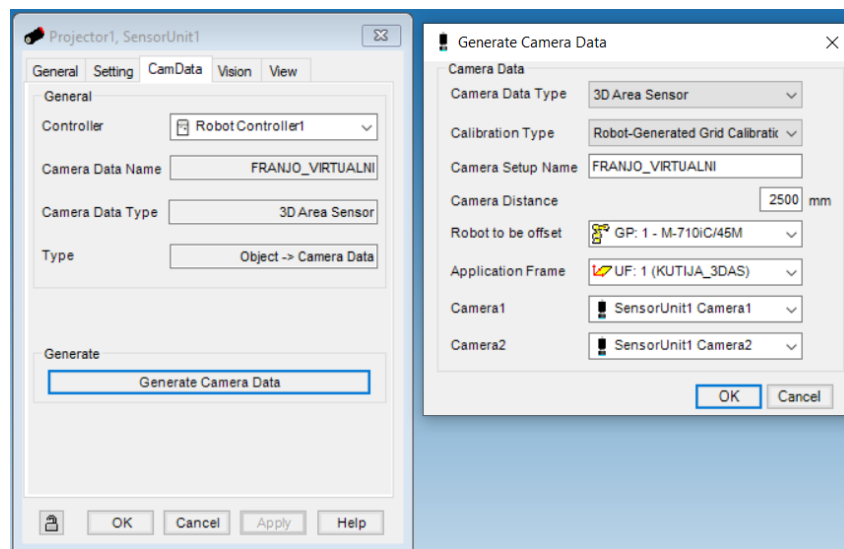 Projector1, SensorUnit1
General Setting CamData Vision View
General
Controller RobotController1
Camera Data Name FRANJO_VIRTUALNI
Camera Data Type 3D Area Sensor
Type Object -> Camera Data
Generate
Generate Camera Data
OK Cancel Apply Help
Generate Camera Data
Camera Data
Camera Data Type 3D Area Sensor
Calibration Type Robot-Generated Grid Calibratic
Camera Setup Name FRANJO_VIRTUALNI
Camera Distance 2500 mm
Robot to be offset GP: 1 - M-710iC/45M
Application Frame UF: 1 (KUTIJA_3DAS)
Camera1 SensorUnit1 Camera1
Camera2 SensorUnit1 Camera2
OK Cancel